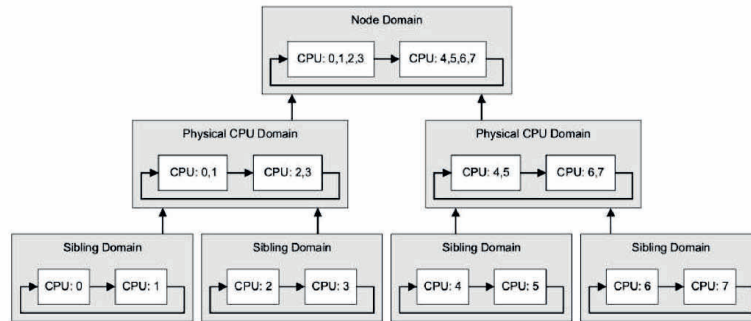 Node Domain
CPU: 0,1,2,3
CPU: 4,5,6,7
Physical CPU Domain
CPU: 0,1
CPU: 2,3
Physical CPU Domain
CPU: 4,5
CPU: 6,7
Sibling Domain
CPU: 0
CPU: 1
Sibling Domain
CPU: 2
CPU: 3
Sibling Domain
CPU: 4
CPU: 5
Sibling Domain
CPU: 6
CPU: 7